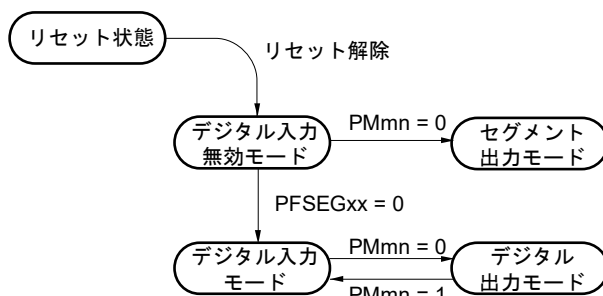 リセット状態
リセット解除
デジタル入力
無効モード
PMmn = 0
セグメント
出力モード
PFSEGxx = 0
デジタル入力
モード
PMmn = 0
PMmn = 1
デジタル
出力モード